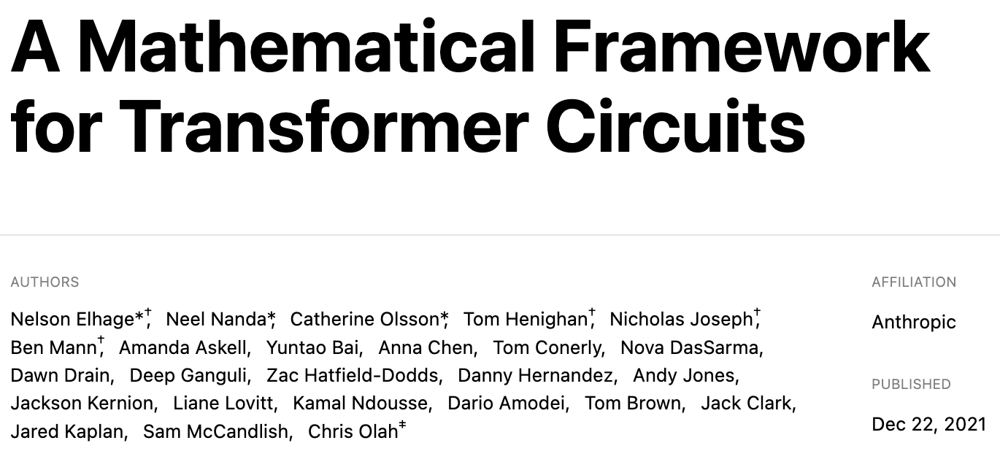 A Mathematical Framework
for Transformer Circuits
AUTHORS
Nelson Elhage*†, Neel Nanda*, Catherine Olsson*, Tom Henighan†, Nicholas Joseph†,
Ben Mann†, Amanda Askell, Yuntao Bai, Anna Chen, Tom Conerly, Nova DasSarma,
Dawn Drain, Deep Ganguli, Zac Hatfield-Dodds, Danny Hernandez, Andy Jones,
Jackson Kernion, Liane Lovitt, Kamal Ndousse, Dario Amodei, Tom Brown, Jack Clark,
Jared Kaplan, Sam McCandlish, Chris Olah‡
AFFILIATION
Anthropic
PUBLISHED
Dec 22, 2021